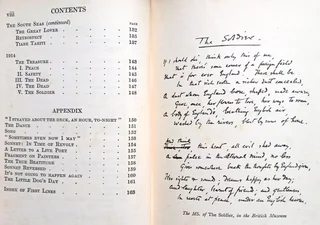 viii CONTENTS
THE SOUTH SEAS (continued) PAGE
THE GREAT LOVER 132
RETROSPECT
TIARE TAHITI
1914
THE TREASURE
I. PEACE 144
II. SAFETY 145
III. THE DEAD 146
IV. THE DEAD 147
V. THE SOLDIER 148
APPENDIX
"I STRAYED ABOUT THE DECK, AN HOUR, TO-NIGHT" 150
THE DANCE 151
SONG 152
"SOMETIMES EVEN NOW I MAY" 153
SONNET: IN TIME OF REVOLT 154
A LETTER TO A LIVE POET 155
FRAGMENT ON PAINTERS
THE TRUE BEATITUDE 158
SONNET REVERSED 159
IT'S NOT GOING TO HAPPEN AGAIN 160
THE LITTLE DOG'S DAY 161
INDEX OF FIRST LINES 163
The Soldier.
If I should die, think only this of me,
That there's some corner of a foreign field
That is for ever England. There shall be
In that rich earth a richer dust concealed,
A dust whom England bore, shaped, made aware,
Gave, once, her flowers to love, her ways to roam,
A body of England's, breathing English air,
Washed by the rivers, blest by suns of home.
And think, this heart, all evil shed away,
A pulse in the eternal mind, no less
Gives somewhere back the thoughts by England given,
Her sights and sounds; dreams happy as her day;
And laughter, learnt of friends; and gentleness,
In hearts at peace, under an English heaven.
The MS. of The Soldier, in the British Museum